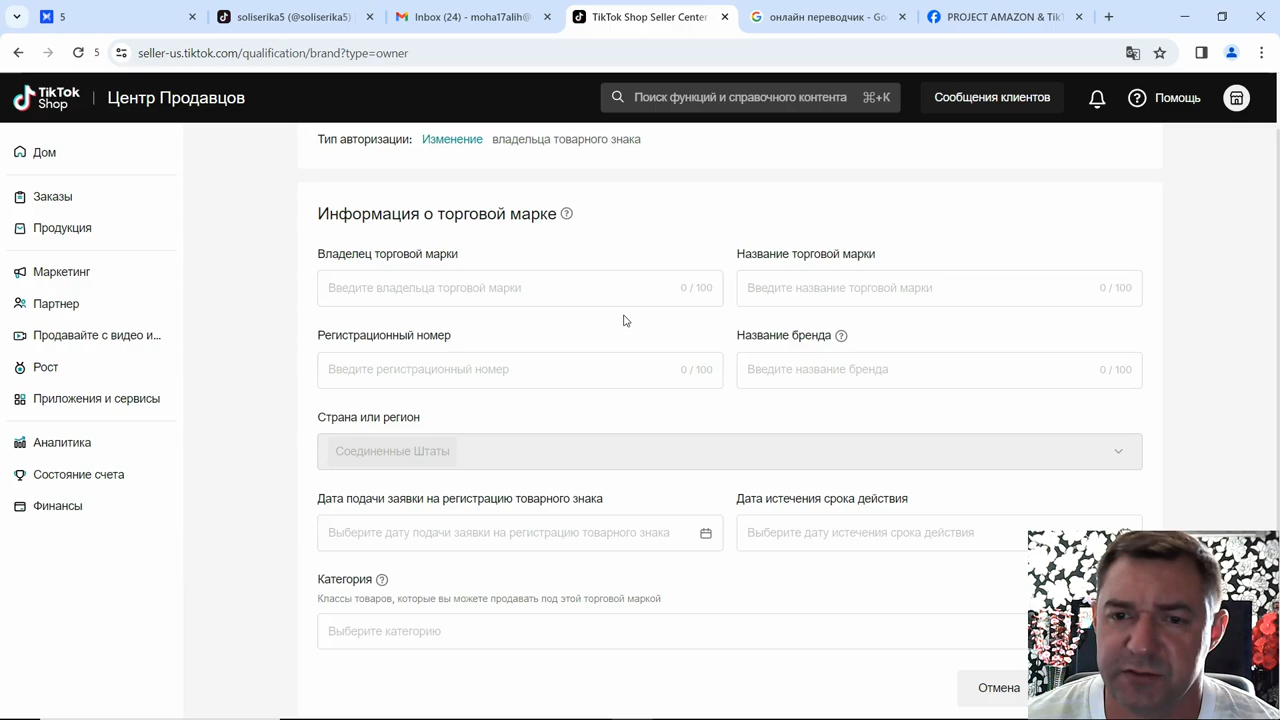 5
soliserika5 (@soliserika5)
Inbox (24) - moha17alih@
TikTok Shop Seller Center
онлайн переводчик - Go
PROJECT AMAZON & TikT
5
seller-us.tiktok.com/qualification/brand?type=owner
TikTok Shop
Центр Продавцов
Поиск функций и справочного контента ⌘+K
Сообщения клиентов
Помощь
Дом
Заказы
Продукция
Маркетинг
Партнер
Продавайте с видео и...
Рост
Приложения и сервисы
Аналитика
Состояние счета
Финансы
Тип авторизации: Изменение владельца товарного знака
Информация о торговой марке
Владелец торговой марки
Введите владельца торговой марки 0 / 100
Название торговой марки
Введите название торговой марки 0 / 100
Регистрационный номер
Введите регистрационный номер 0 / 100
Название бренда
Введите название бренда 0 / 100
Страна или регион
Соединенные Штаты
Дата подачи заявки на регистрацию товарного знака
Выберите дату подачи заявки на регистрацию товарного знака
Дата истечения срока действия
Выберите дату истечения срока действия
Категория
Классы товаров, которые вы можете продавать под этой торговой маркой
Выберите категорию
Отмена